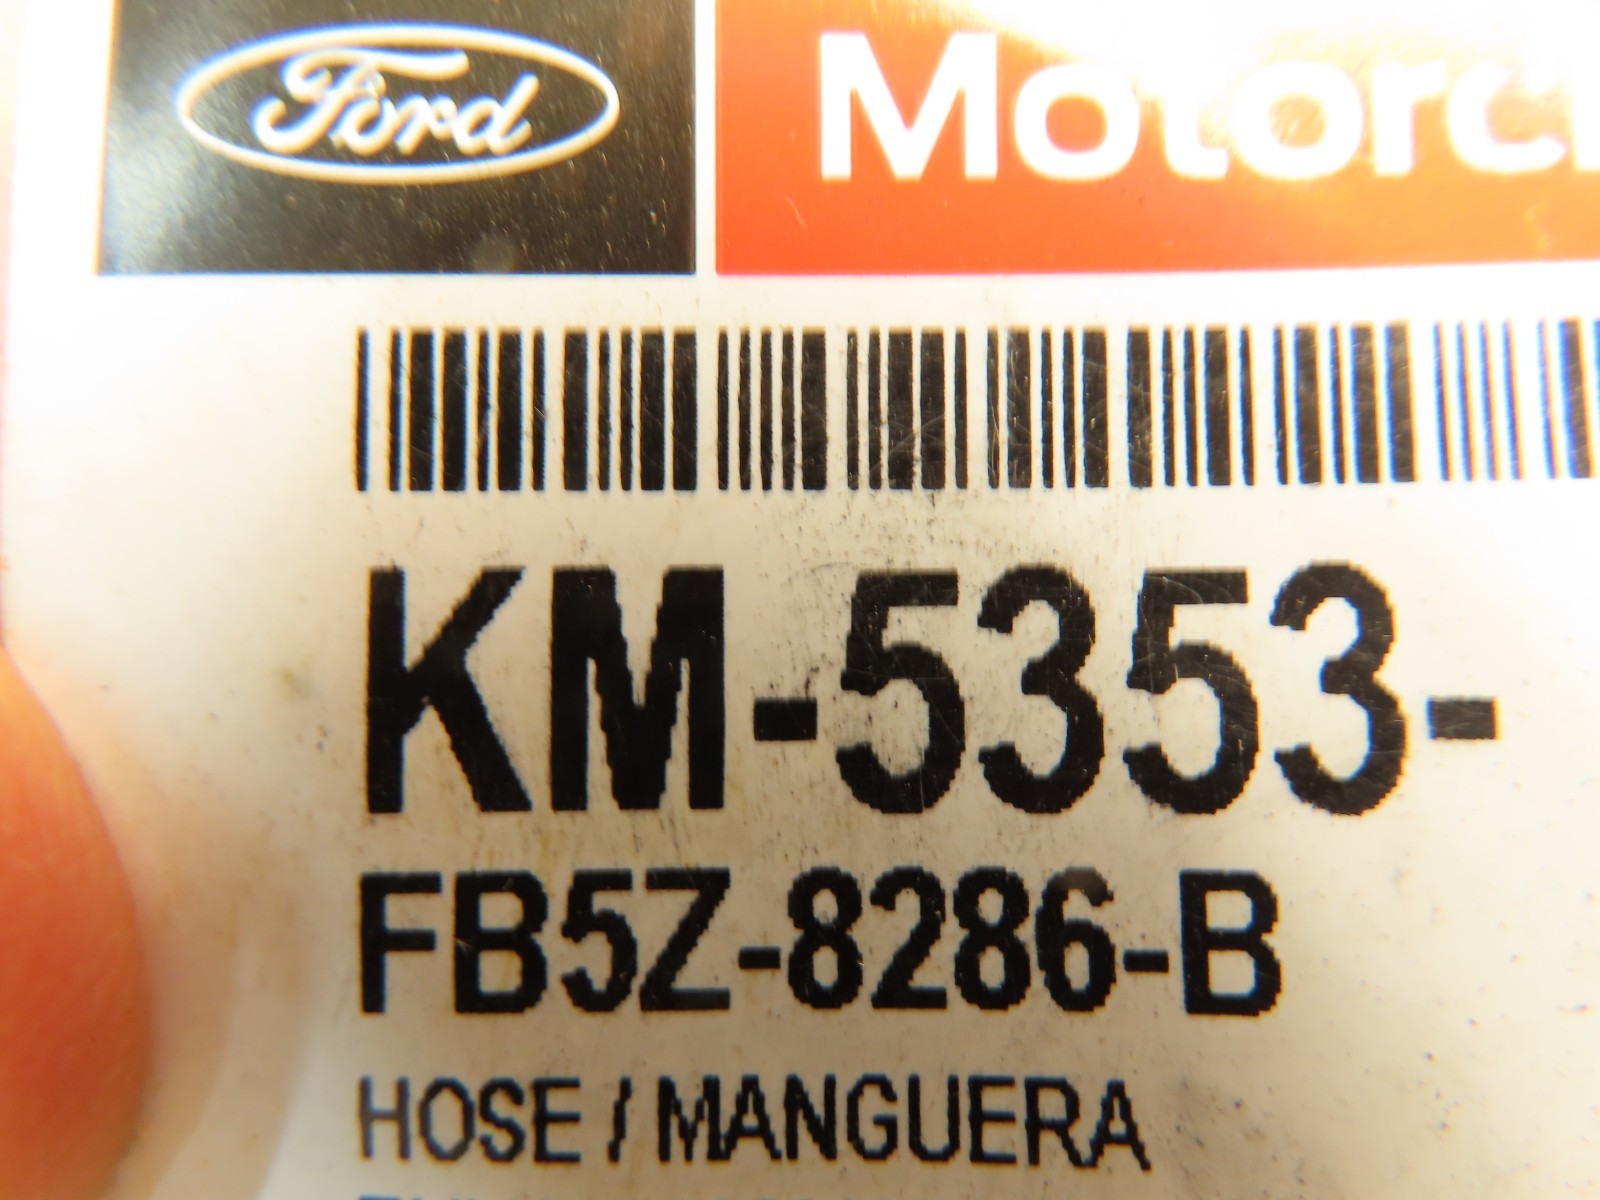 Ford Motorc
KM-5353-
FB5Z-8286-B
HOSE / MANGUERA